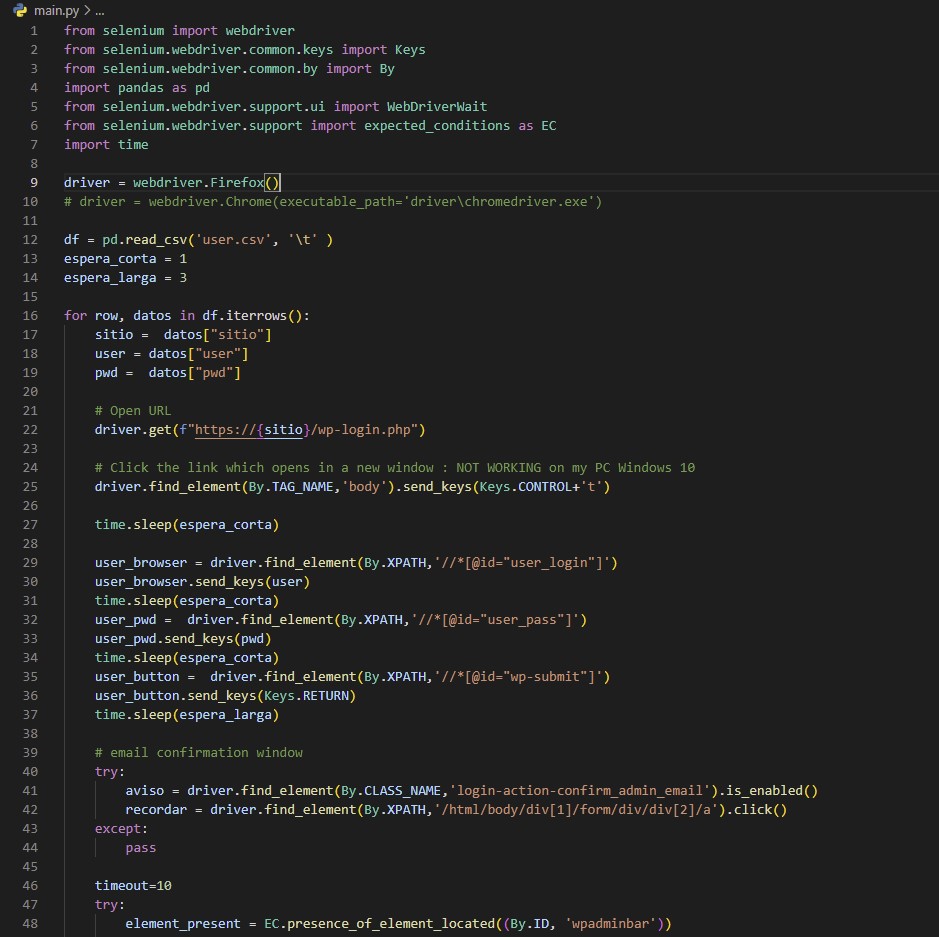 main.py > ...
1 from selenium import webdriver
2 from selenium.webdriver.common.keys import Keys
3 from selenium.webdriver.common.by import By
4 import pandas as pd
5 from selenium.webdriver.support.ui import WebDriverWait
6 from selenium.webdriver.support import expected_conditions as EC
7 import time
8
9 driver = webdriver.Firefox()
10 # driver = webdriver.Chrome(executable_path='driver\chromedriver.exe')
11
12 df = pd.read_csv('user.csv', '\t' )
13 espera_corta = 1
14 espera_larga = 3
15
16 for row, datos in df.iterrows():
17     sitio =  datos["sitio"]
18     user = datos["user"]
19     pwd =  datos["pwd"]
20
21     # Open URL
22     driver.get(f"https://{sitio}/wp-login.php")
23
24     # Click the link which opens in a new window : NOT WORKING on my PC Windows 10
25     driver.find_element(By.TAG_NAME,'body').send_keys(Keys.CONTROL+'t')
26
27     time.sleep(espera_corta)
28
29     user_browser = driver.find_element(By.XPATH,'//*[@id="user_login"]')
30     user_browser.send_keys(user)
31     time.sleep(espera_corta)
32     user_pwd =  driver.find_element(By.XPATH,'//*[@id="user_pass"]')
33     user_pwd.send_keys(pwd)
34     time.sleep(espera_corta)
35     user_button =  driver.find_element(By.XPATH,'//*[@id="wp-submit"]')
36     user_button.send_keys(Keys.RETURN)
37     time.sleep(espera_larga)
38
39     # email confirmation window
40     try:
41         aviso = driver.find_element(By.CLASS_NAME,'login-action-confirm_admin_email').is_enabled()
42         recordar = driver.find_element(By.XPATH,'/html/body/div[1]/form/div/div[2]/a').click()
43     except:
44         pass
45
46     timeout=10
47     try:
48         element_present = EC.presence_of_element_located((By.ID, 'wpadminbar'))